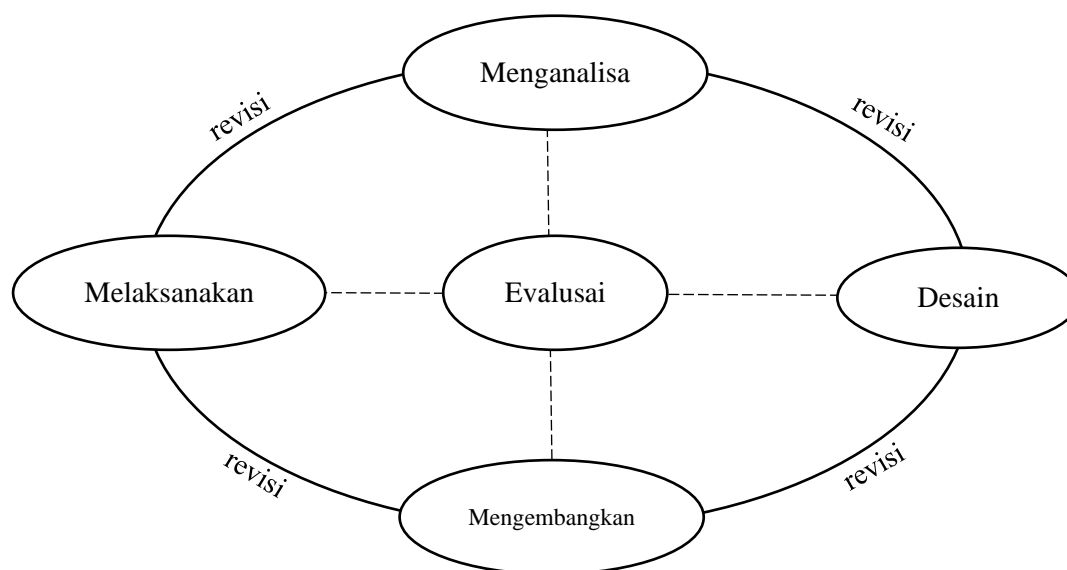 Menganalisa
revisi
revisi
Melaksanakan
Evalusai
Desain
revisi
revisi
Mengembangkan